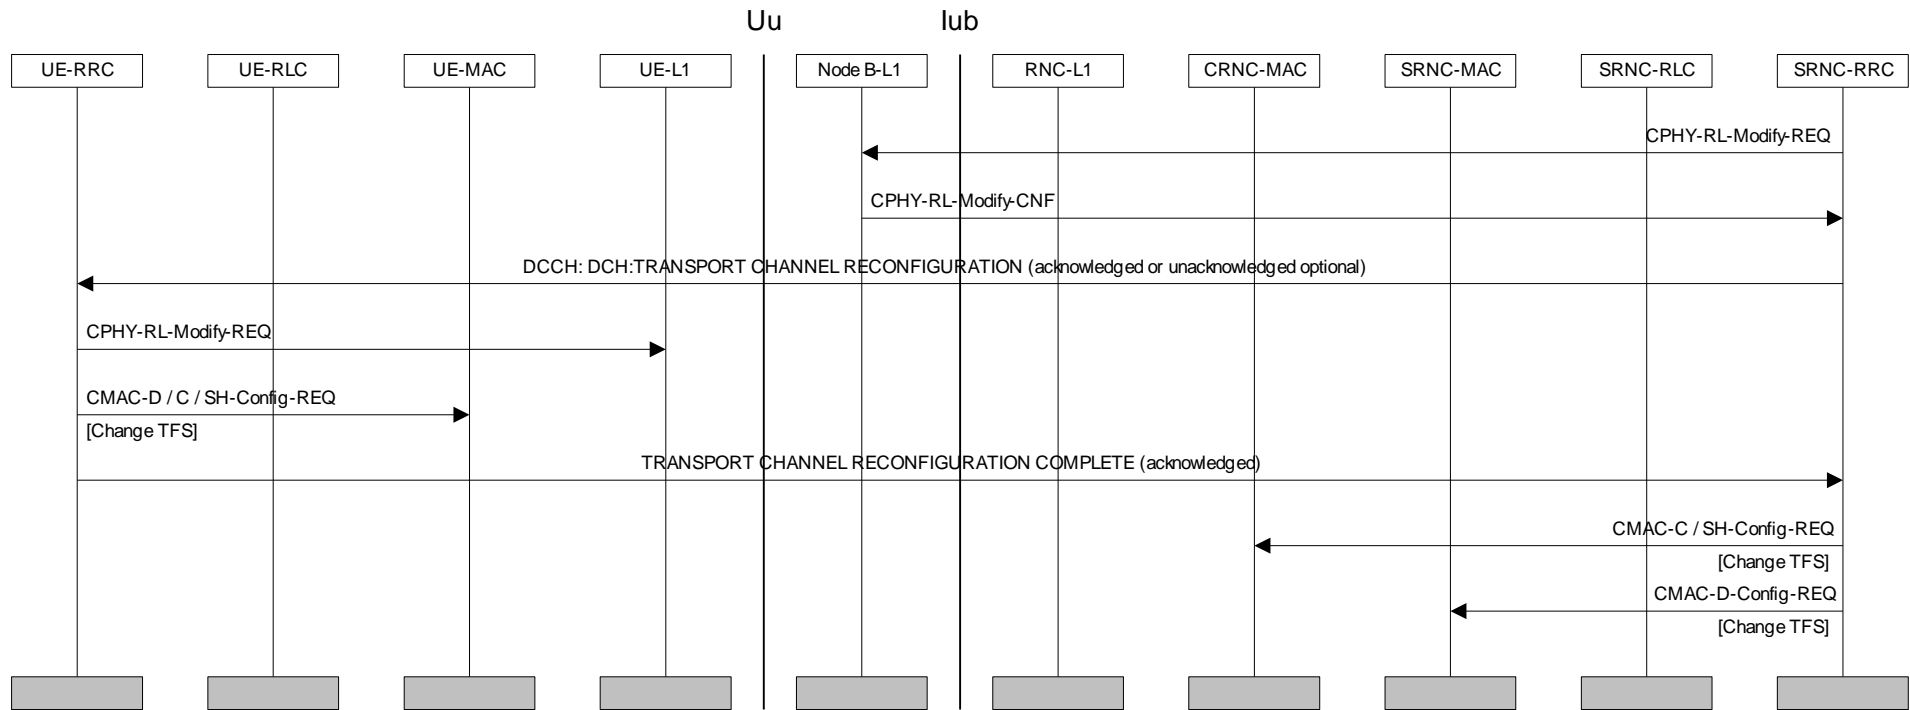 Uu Iub
UE-RRC UE-RLC UE-MAC UE-L1 Node B-L1 RNC-L1 CRNC-MAC SRNC-MAC SRNC-RLC SRNC-RRC
CPHY-RL-Modify-REQ
CPHY-RL-Modify-CNF
DCCH: DCH:TRANSPORT CHANNEL RECONFIGURATION (acknowledged or unacknowledged optional)
CPHY-RL-Modify-REQ
CMAC-D / C / SH-Config-REQ
[Change TFS]
TRANSPORT CHANNEL RECONFIGURATION COMPLETE (acknowledged)
CMAC-C / SH-Config-REQ
[Change TFS]
CMAC-D-Config-REQ
[Change TFS]